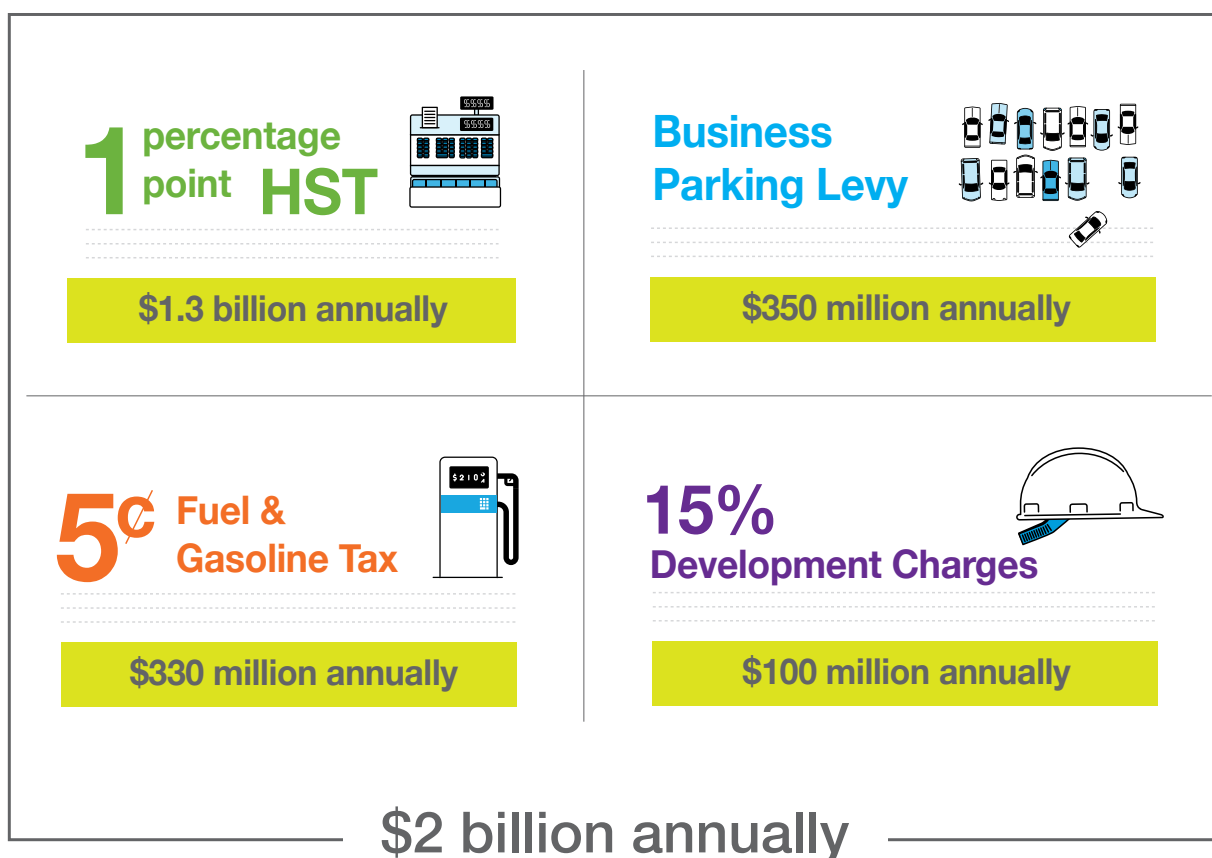 1 percentage
point HST
$$$$$
$$$$$
$1.3 billion annually
Business
Parking Levy
$350 million annually
5¢ Fuel &
Gasoline Tax
$330 million annually
15%
Development Charges
$100 million annually
$2 billion annually